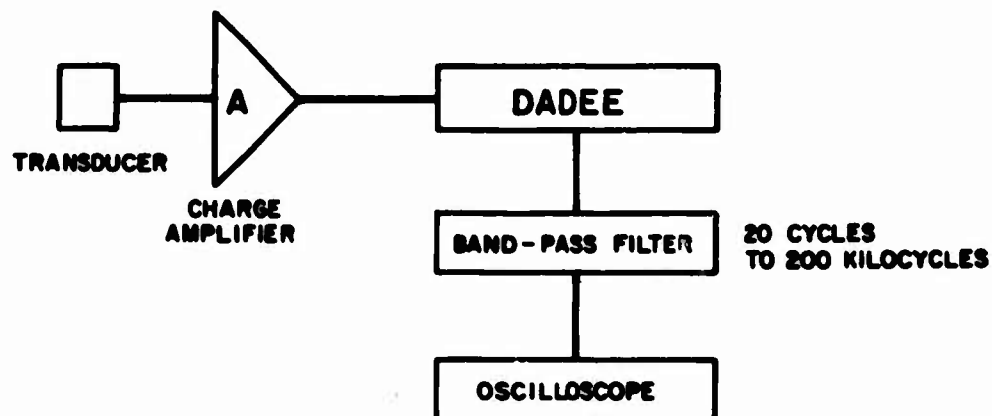 A
DADEE
TRANSDUCER
CHARGE
AMPLIFIER
BAND-PASS FILTER
20 CYCLES
TO 200 KILOCYCLES
OSCILLOSCOPE